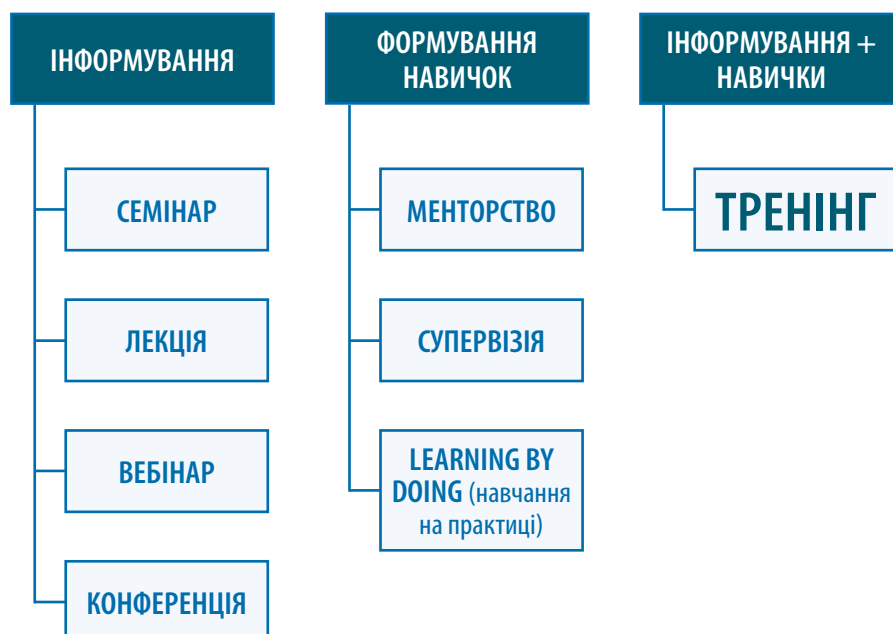 ІНФОРМУВАННЯ
СЕМІНАР
ЛЕКЦІЯ
ВЕБІНАР
КОНФЕРЕНЦІЯ
ФОРМУВАННЯ
НАВИЧОК
МЕНТОРСТВО
СУПЕРВІЗІЯ
LEARNING BY
DOING (навчання
на практиці)
ІНФОРМУВАННЯ +
НАВИЧКИ
ТРЕНІНГ